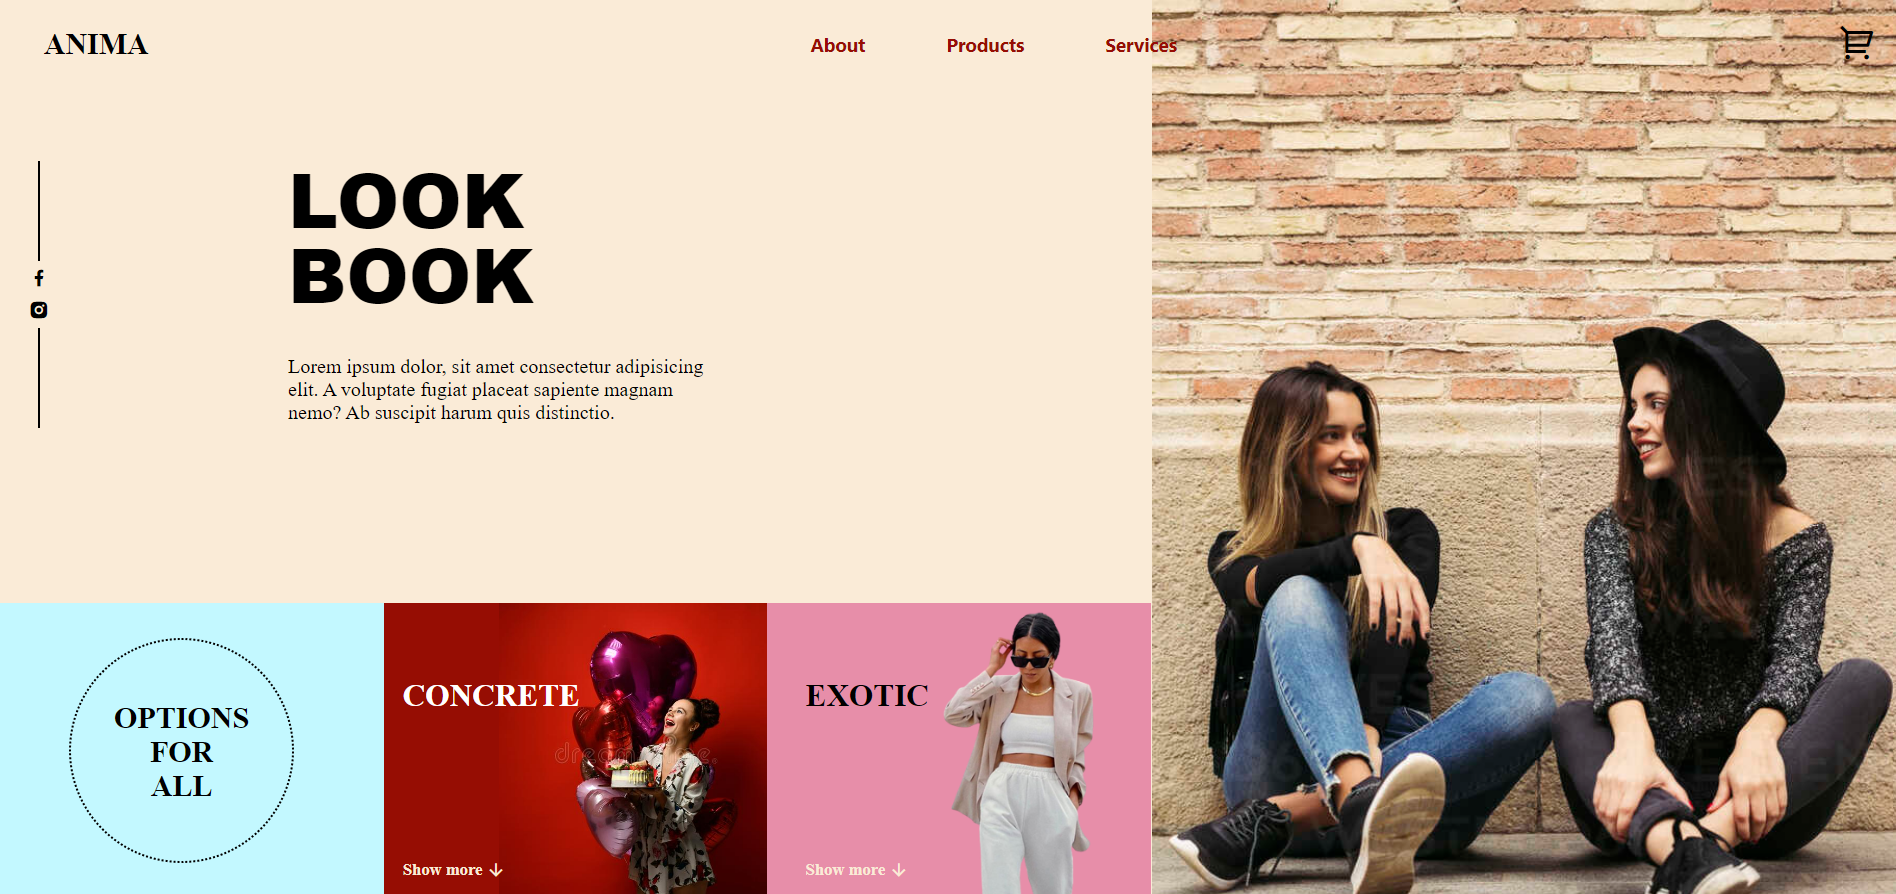 ANIMA
About Products Services
LOOK
BOOK
Lorem ipsum dolor, sit amet consectetur adipisicing
elit. A voluptate fugiat placeat sapiente magnam
nemo? Ab suscipit harum quis distinctio.
OPTIONS
FOR
ALL
CONCRETE
Show more
EXOTIC
Show more